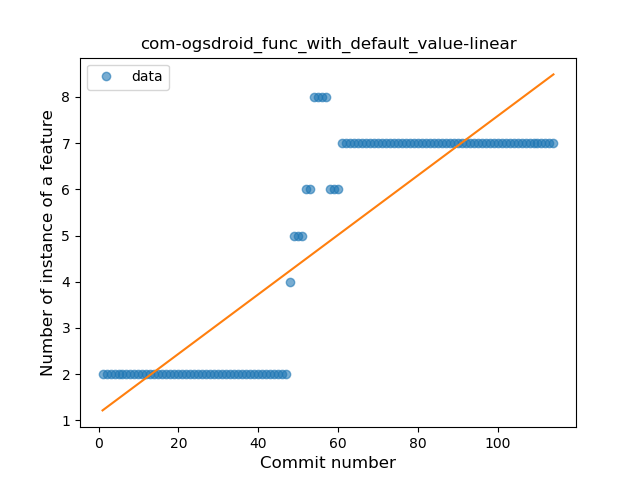 com-ogsdroid_func_with_default_value-linear
data
Number of instance of a feature
8
7
6
5
4
3
2
1
0 20 40 60 80 100
Commit number